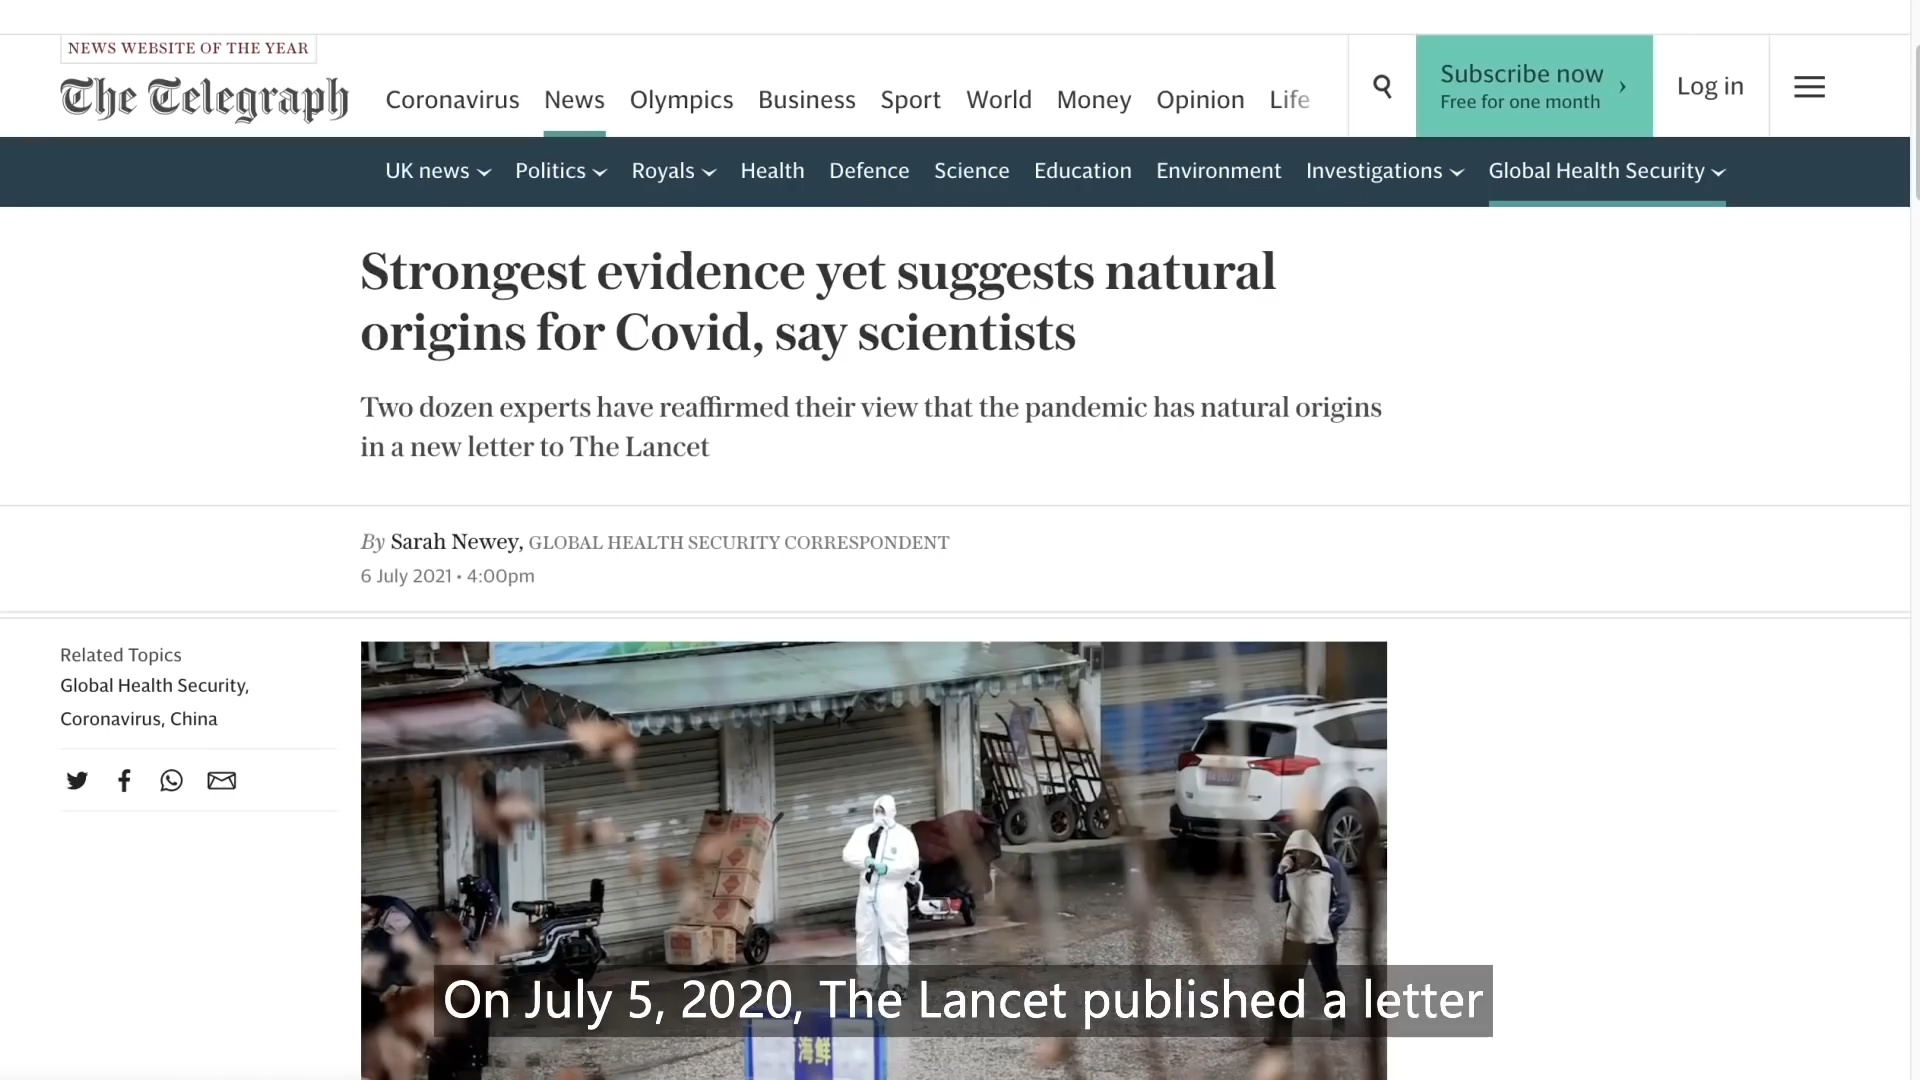 NEWS WEBSITE OF THE YEAR
The Telegraph
Coronavirus News Olympics Business Sport World Money Opinion Life
Subscribe now
Free for one month
Log in
UK news Politics Royals Health Defence Science Education Environment Investigations Global Health Security
Strongest evidence yet suggests natural
origins for Covid, say scientists
Two dozen experts have reaffirmed their view that the pandemic has natural origins
in a new letter to The Lancet
By Sarah Newey, GLOBAL HEALTH SECURITY CORRESPONDENT
6 July 2021 • 4:00pm
Related Topics
Global Health Security,
Coronavirus, China
On July 5, 2020, The Lancet published a letter
海鲜